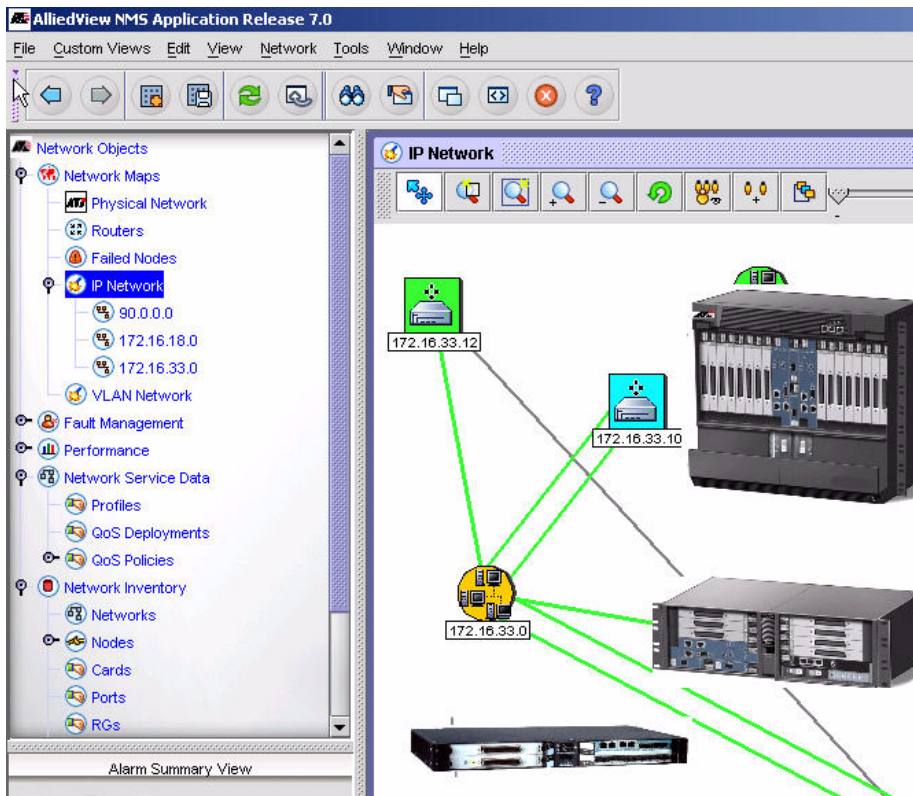 AlliedView NMS Application Release 7.0
File Custom Views Edit View Network Tools Window Help
Network Objects
Network Maps
Physical Network
Routers
Failed Nodes
IP Network
90.0.0.0
172.16.18.0
172.16.33.0
VLAN Network
Fault Management
Performance
Network Service Data
Profiles
QoS Deployments
QoS Policies
Network Inventory
Networks
Nodes
Cards
Ports
RGs
Alarm Summary View
IP Network
172.16.33.12
172.16.33.10
172.16.33.0